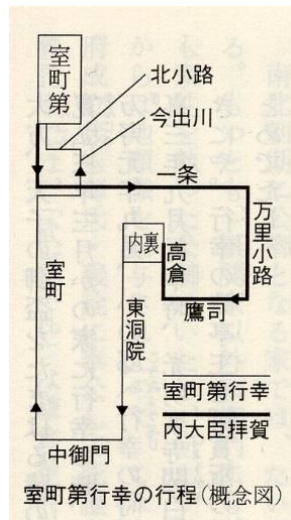 室町第
北小路
今出川
一条
万里小路
内裏
高倉
鷹司
室町
東洞院
室町第行幸
内大臣拝賀
中御門
室町第行幸の行程(概念図)